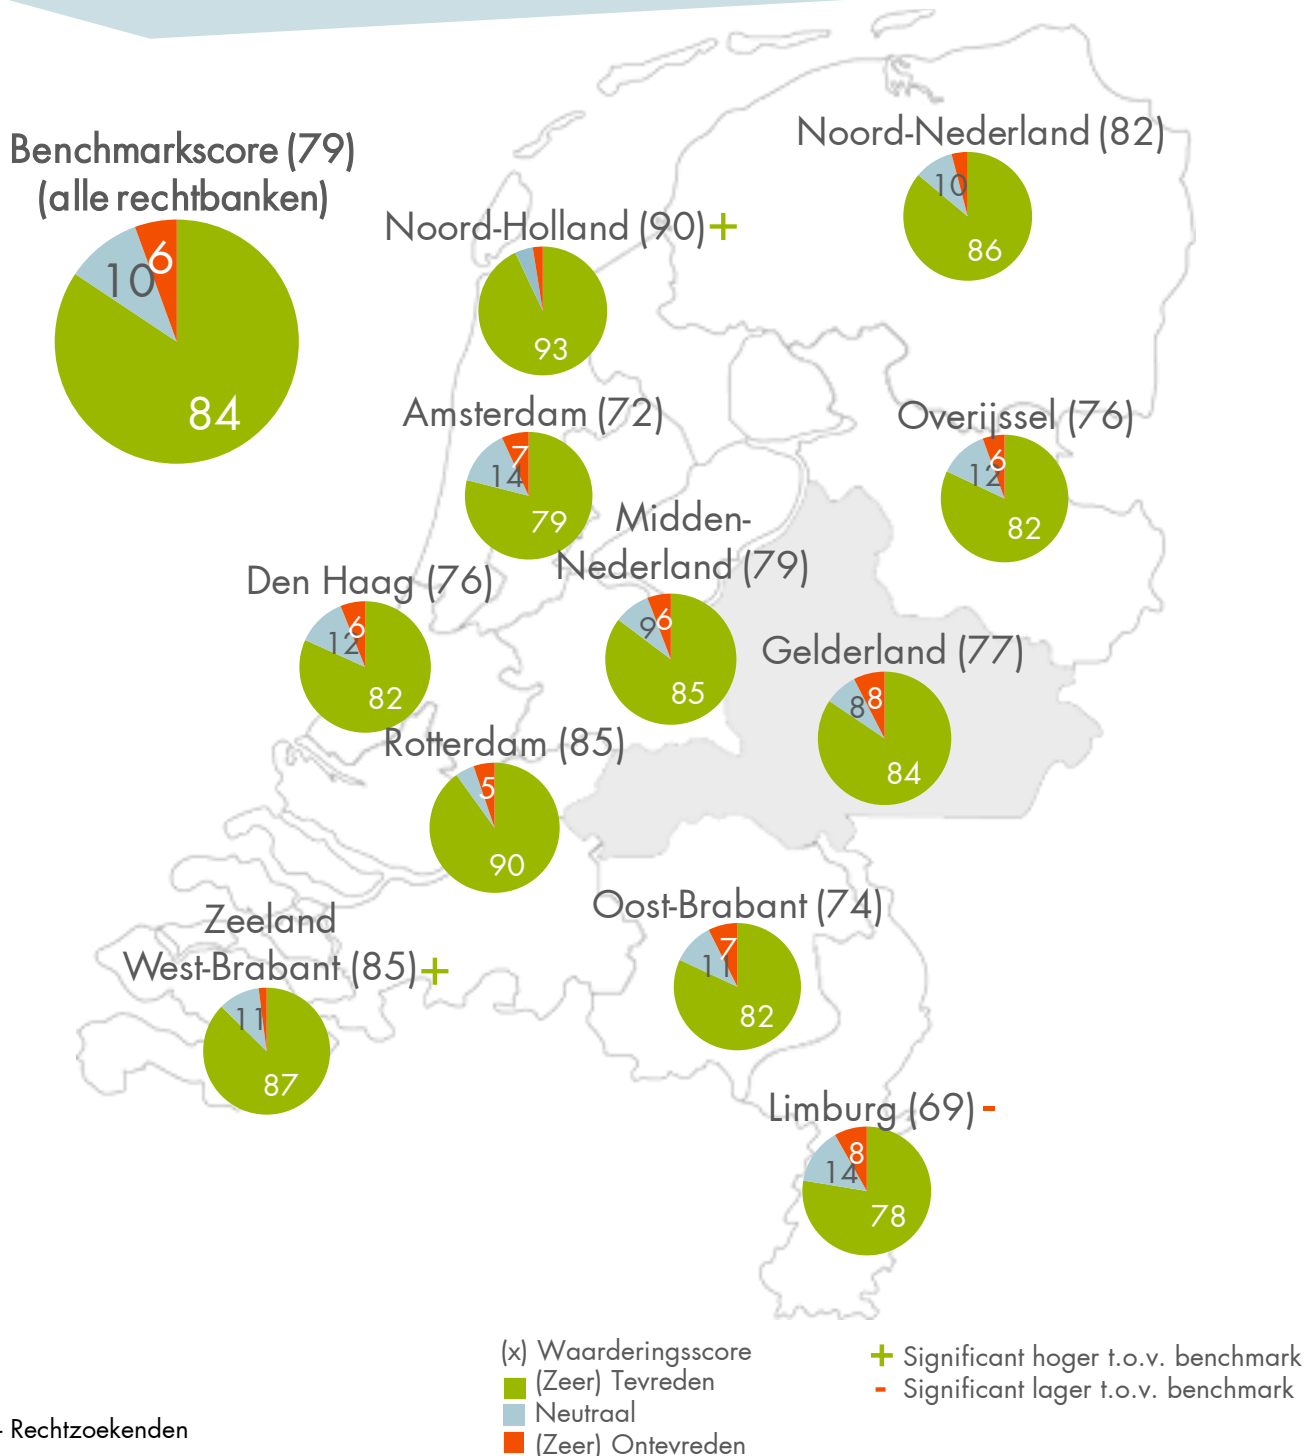 Benchmarkscore (79)
(alle rechtbanken)
10
6
84
Noord-Nederland (82)
10
86
Noord-Holland (90) +
93
Amsterdam (72)
7
14
79
Overijssel (76)
6
12
82
Midden-
Nederland (79)
9
6
85
Den Haag (76)
6
12
82
Gelderland (77)
8
8
84
Rotterdam (85)
5
90
Zeeland
West-Brabant (85) +
11
87
Oost-Brabant (74)
7
11
82
Limburg (69) -
8
14
78
(x) Waarderingsscore
(Zeer) Tevreden
Neutraal
(Zeer) Ontevreden
+ Significant hoger t.o.v. benchmark
- Significant lager t.o.v. benchmark
- Rechtzoekenden